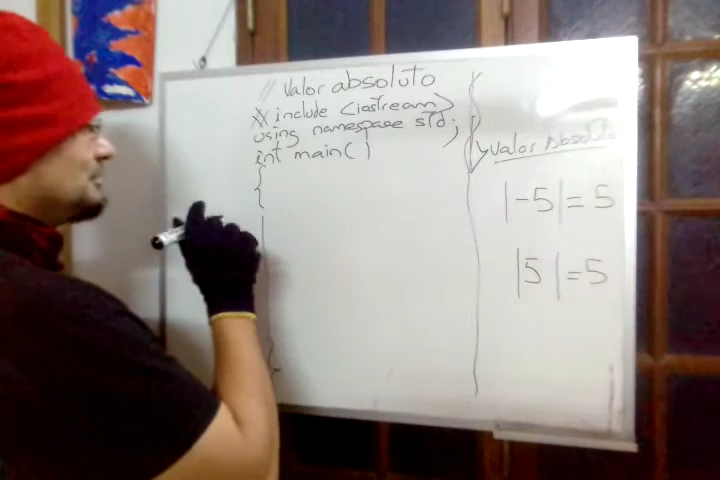 // Valor absoluto
# include <iostream>
using namespace std;
int main( )
{
Valor Absoluto
|-5| = 5
|5| = 5